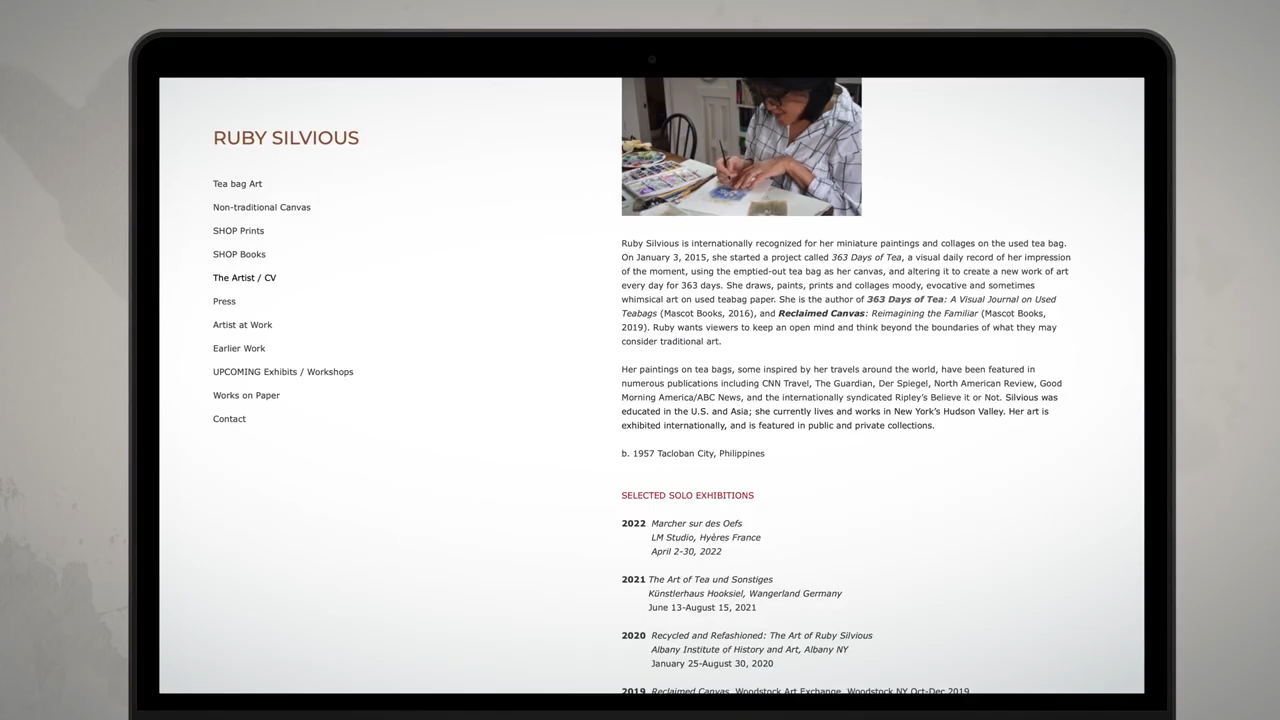 RUBY SILVIOUS
Tea bag Art
Non-traditional Canvas
SHOP Prints
SHOP Books
The Artist / CV
Press
Artist at Work
Earlier Work
UPCOMING Exhibits / Workshops
Works on Paper
Contact
Ruby Silvious is internationally recognized for her miniature paintings and collages on the used tea bag.
On January 3, 2015, she started a project called 363 Days of Tea, a visual daily record of her impression
of the moment, using the emptied-out tea bag as her canvas, and altering it to create a new work of art
every day for 363 days. She draws, paints, prints and collages moody, evocative and sometimes
whimsical art on used teabag paper. She is the author of 363 Days of Tea: A Visual Journal on Used
Teabags (Mascot Books, 2016), and Reclaimed Canvas: Reimagining the Familiar (Mascot Books,
2019). Ruby wants viewers to keep an open mind and think beyond the boundaries of what they may
consider traditional art.
Her paintings on tea bags, some inspired by her travels around the world, have been featured in
numerous publications including CNN Travel, The Guardian, Der Spiegel, North American Review, Good
Morning America/ABC News, and the internationally syndicated Ripley's Believe it or Not. Silvious was
educated in the U.S. and Asia; she currently lives and works in New York's Hudson Valley. Her art is
exhibited internationally, and is featured in public and private collections.
b. 1957 Tacloban City, Philippines
SELECTED SOLO EXHIBITIONS
2022 Marcher sur des Oefs
LM Studio, Hyères France
April 2-30, 2022
2021 The Art of Tea und Sonstiges
Künstlerhaus Hooksiel, Wangerland Germany
June 13-August 15, 2021
2020 Recycled and Refashioned: The Art of Ruby Silvious
Albany Institute of History and Art, Albany NY
January 25-August 30, 2020
2019 Reclaimed Canvas, Woodstock Art Exchange, Woodstock NY Oct-Dec 2019